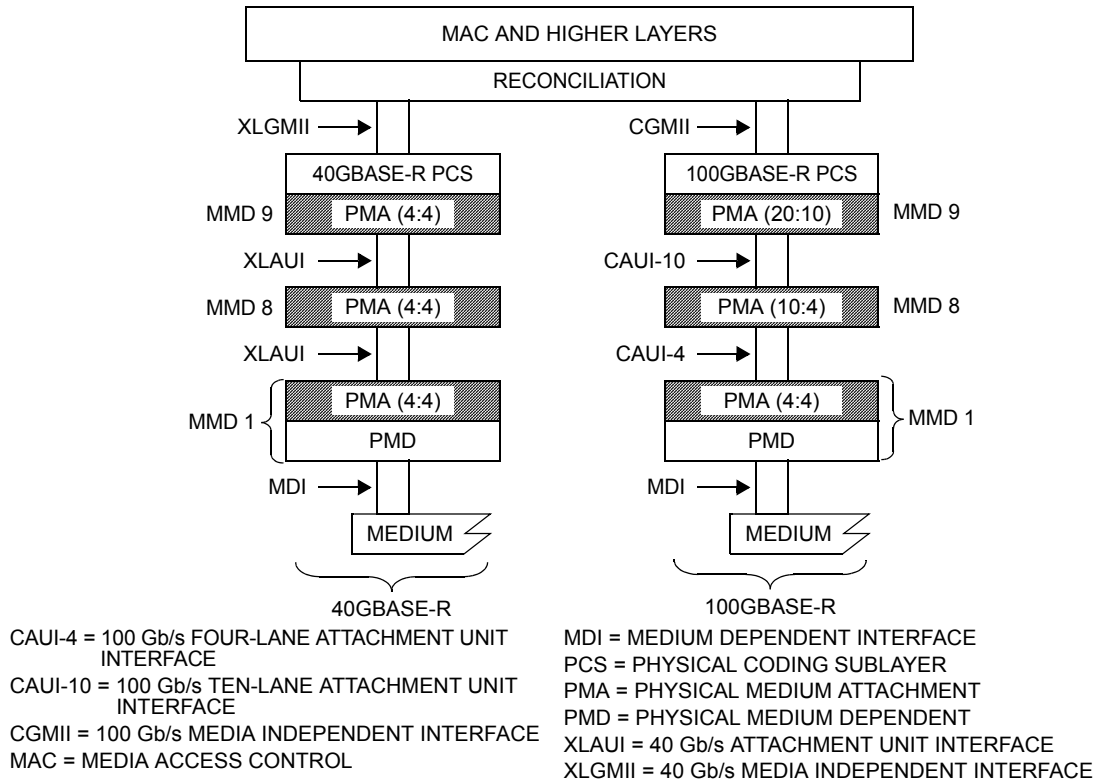 MAC AND HIGHER LAYERS
RECONCILIATION
XLGMII
CGMII
40GBASE-R PCS
100GBASE-R PCS
MMD 9
PMA (4:4)
PMA (20:10)
MMD 9
XLAUI
CAUI-10
MMD 8
PMA (4:4)
PMA (10:4)
MMD 8
XLAUI
CAUI-4
MMD 1
PMA (4:4)
PMD
PMA (4:4)
PMD
MMD 1
MDI
MDI
MEDIUM
MEDIUM
40GBASE-R
100GBASE-R
CAUI-4 = 100 Gb/s FOUR-LANE ATTACHMENT UNIT
INTERFACE
CAUI-10 = 100 Gb/s TEN-LANE ATTACHMENT UNIT
INTERFACE
CGMII = 100 Gb/s MEDIA INDEPENDENT INTERFACE
MAC = MEDIA ACCESS CONTROL
MDI = MEDIUM DEPENDENT INTERFACE
PCS = PHYSICAL CODING SUBLAYER
PMA = PHYSICAL MEDIUM ATTACHMENT
PMD = PHYSICAL MEDIUM DEPENDENT
XLAUI = 40 Gb/s ATTACHMENT UNIT INTERFACE
XLGMII = 40 Gb/s MEDIA INDEPENDENT INTERFACE